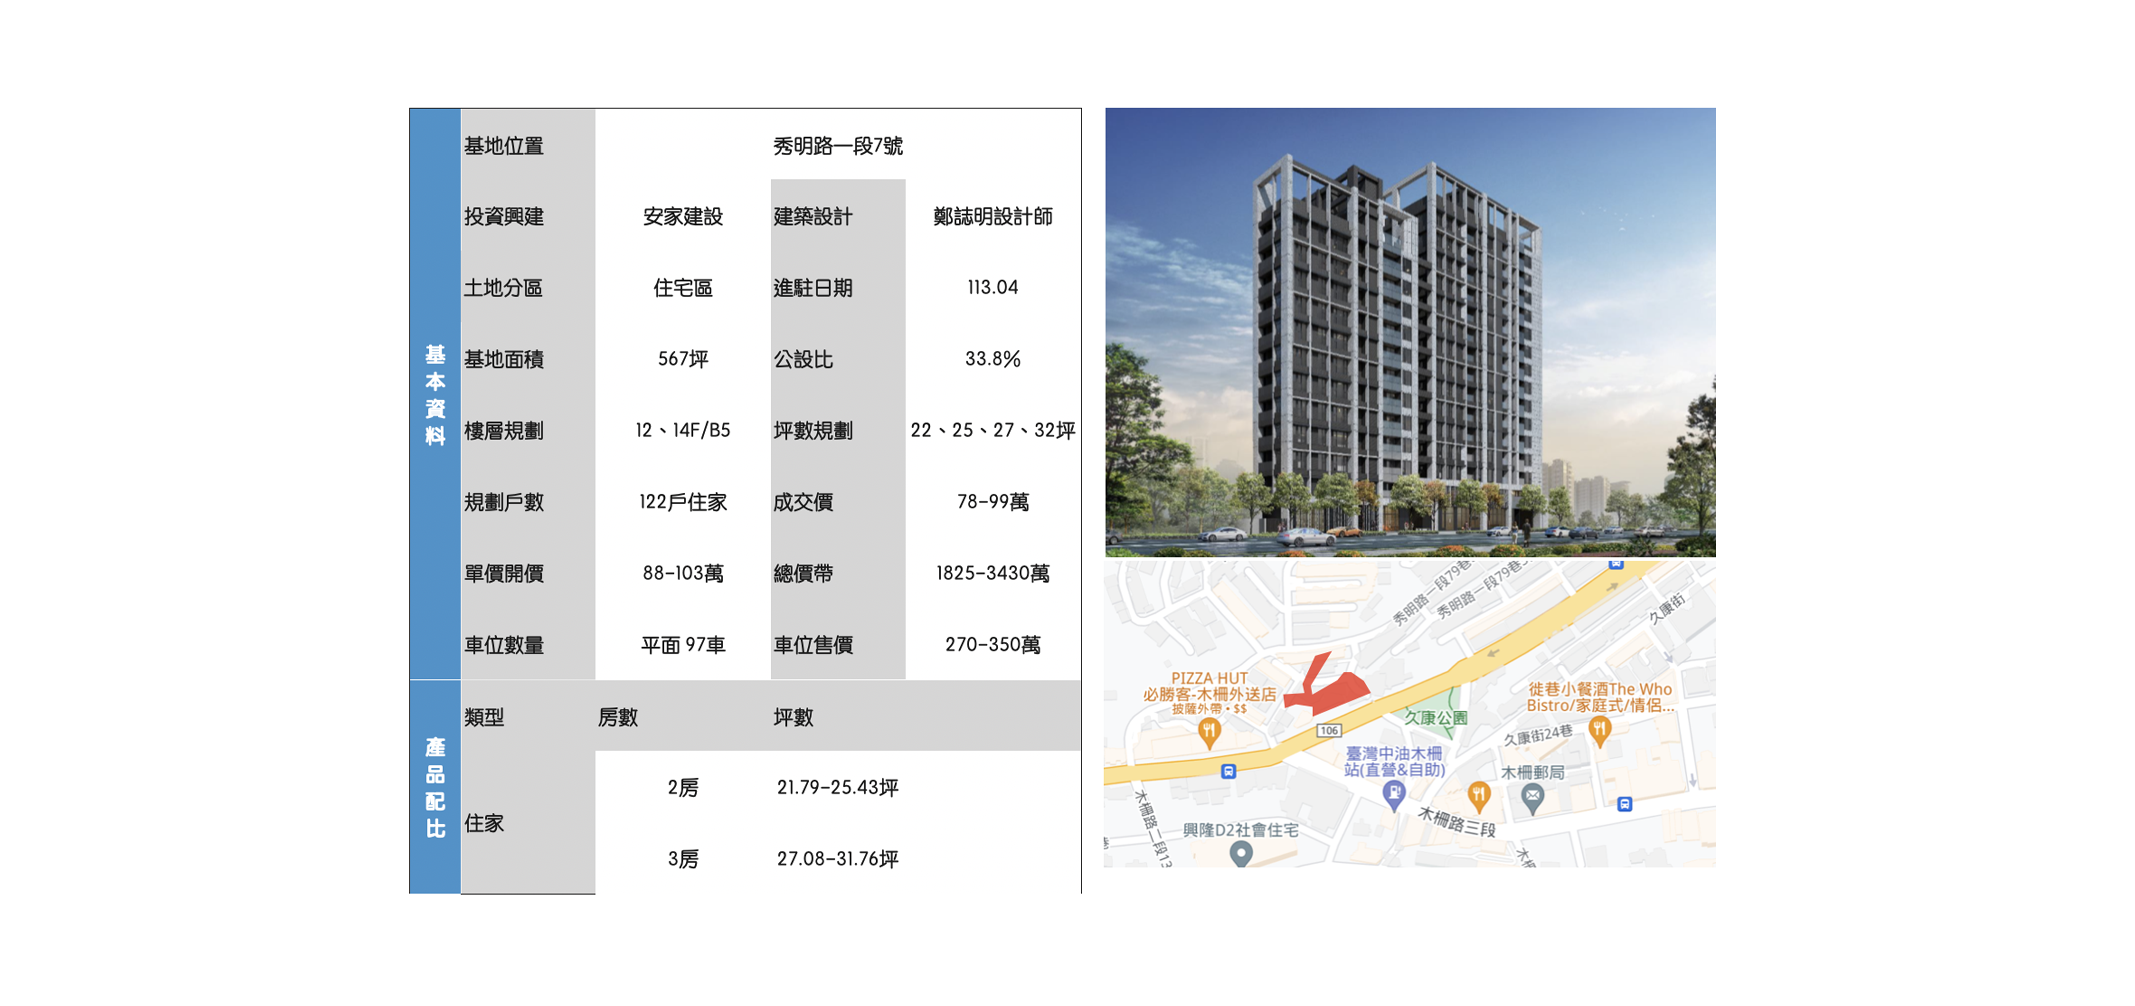 基地位置 秀明路一段7號
投資興建 安家建設 建築設計 鄭誌明設計師
土地分區 住宅區 進駐日期 113.04
基地面積 567坪 公設比 33.8%
樓層規劃 12、14F/B5 坪數規劃 22、25、27、32坪
規劃戶數 122戶住家 成交價 78-99萬
單價開價 88-103萬 總價帶 1825-3430萬
車位數量 平面 97車 車位售價 270-350萬
基本資料
類型 房數 坪數
住家
2房 21.79-25.43坪
3房 27.08-31.76坪
產品配比
秀明路一段79巷
秀明路一段79巷
久康街
PIZZA HUT
必勝客-木柵外送店
披薩外帶・$$
徙巷小餐酒The Who
Bistro/家庭式/情侶...
久康公園
106
久康街24巷
臺灣中油木柵
站(直營&自助)
木柵郵局
木柵路三段
木柵路二段13
興隆D2社會住宅
巷
木柵